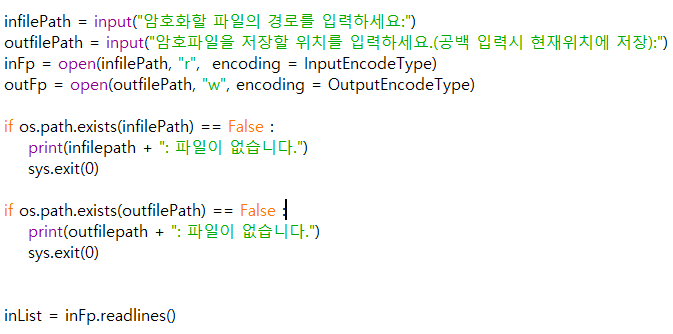 infilePath = input("암호화할 파일의 경로를 입력하세요:")
outfilePath = input("암호파일을 저장할 위치를 입력하세요.(공백 입력시 현재위치에 저장):")
inFp = open(infilePath, "r",  encoding = InputEncodeType)
outFp = open(outfilePath, "w", encoding = OutputEncodeType)

if os.path.exists(infilePath) == False :
    print(infilepath + ": 파일이 없습니다.")
    sys.exit(0)

if os.path.exists(outfilePath) == False :
    print(outfilepath + ": 파일이 없습니다.")
    sys.exit(0)


inList = inFp.readlines()